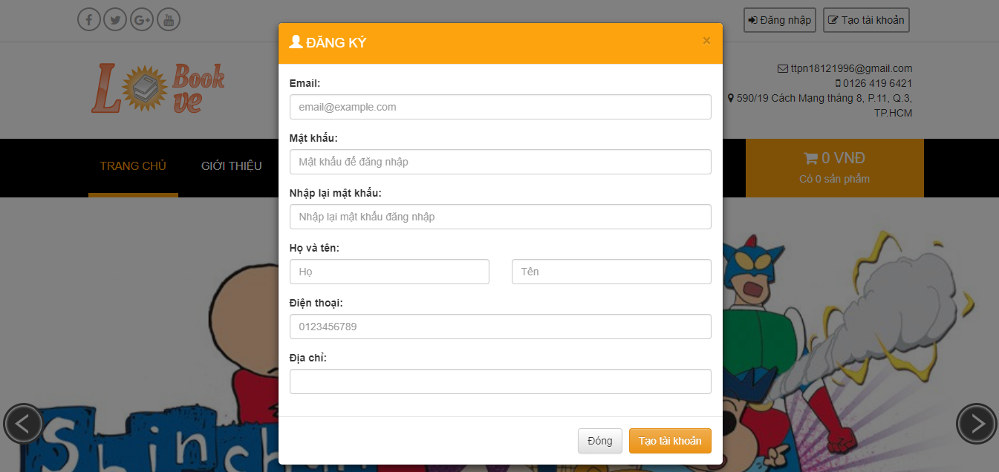 Đăng nhập
Tạo tài khoản
ĐĂNG KÝ
×
LO Book ve
ttpn18121996@gmail.com
0126 419 6421
590/19 Cách Mạng tháng 8, P.11, Q.3,
TP.HCM
TRANG CHỦ
GIỚI THIỆU
0 VNĐ
Có 0 sản phẩm
Email:
email@example.com
Mật khẩu:
Mật khẩu để đăng nhập
Nhập lại mật khẩu:
Nhập lại mật khẩu đăng nhập
Họ và tên:
Họ
Tên
Điện thoại:
0123456789
Địa chỉ:
Đóng
Tạo tài khoản
Shinchan